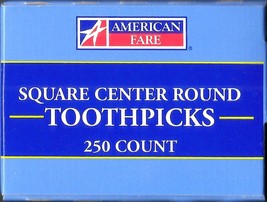 AMERICAN
FARE
SQUARE CENTER ROUND
TOOTHPICKS
250 COUNT